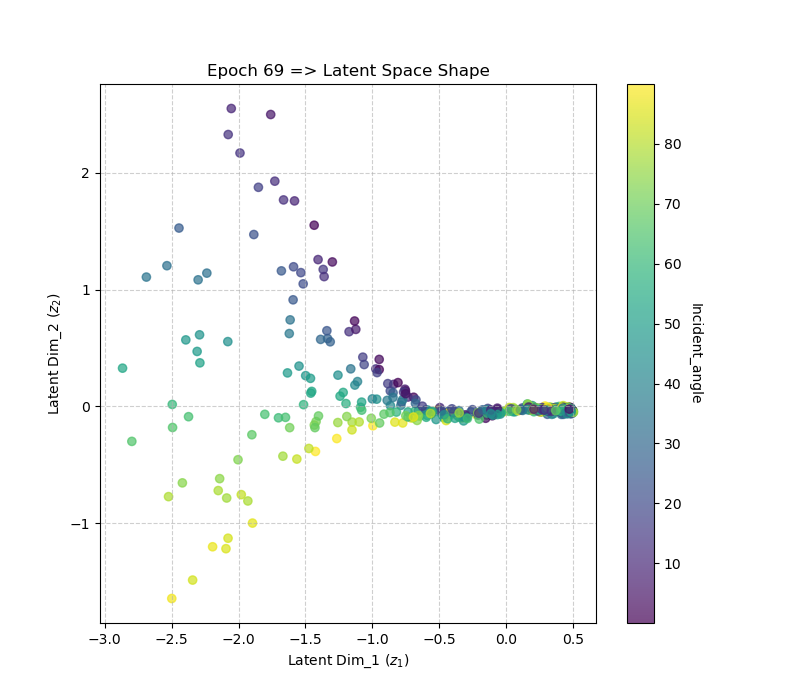 Epoch 69 => Latent Space Shape
Latent Dim_2 (z₂)
2
1
0
−1
−3.0 −2.5 −2.0 −1.5 −1.0 −0.5 0.0 0.5
Latent Dim_1 (z₁)
80
70
60
50
40
30
20
10
Incident_angle